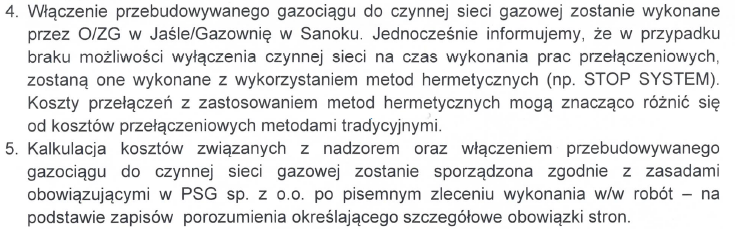 4. Włączenie przebudowywanego gazociągu do czynnej sieci gazowej zostanie wykonane
przez O/ZG w Jaśle/Gazownię w Sanoku. Jednocześnie informujemy, że w przypadku
braku możliwości wyłączenia czynnej sieci na czas wykonania prac przełączeniowych,
zostaną one wykonane z wykorzystaniem metod hermetycznych (np. STOP SYSTEM).
Koszty przełączeń z zastosowaniem metod hermetycznych mogą znacząco różnić się
od kosztów przełączeniowych metodami tradycyjnymi.
5. Kalkulacja kosztów związanych z nadzorem oraz włączeniem przebudowywanego
gazociągu do czynnej sieci gazowej zostanie sporządzona zgodnie z zasadami
obowiązującymi w PSG sp. z o.o. po pisemnym zleceniu wykonania w/w robót – na
podstawie zapisów porozumienia określającego szczegółowe obowiązki stron.